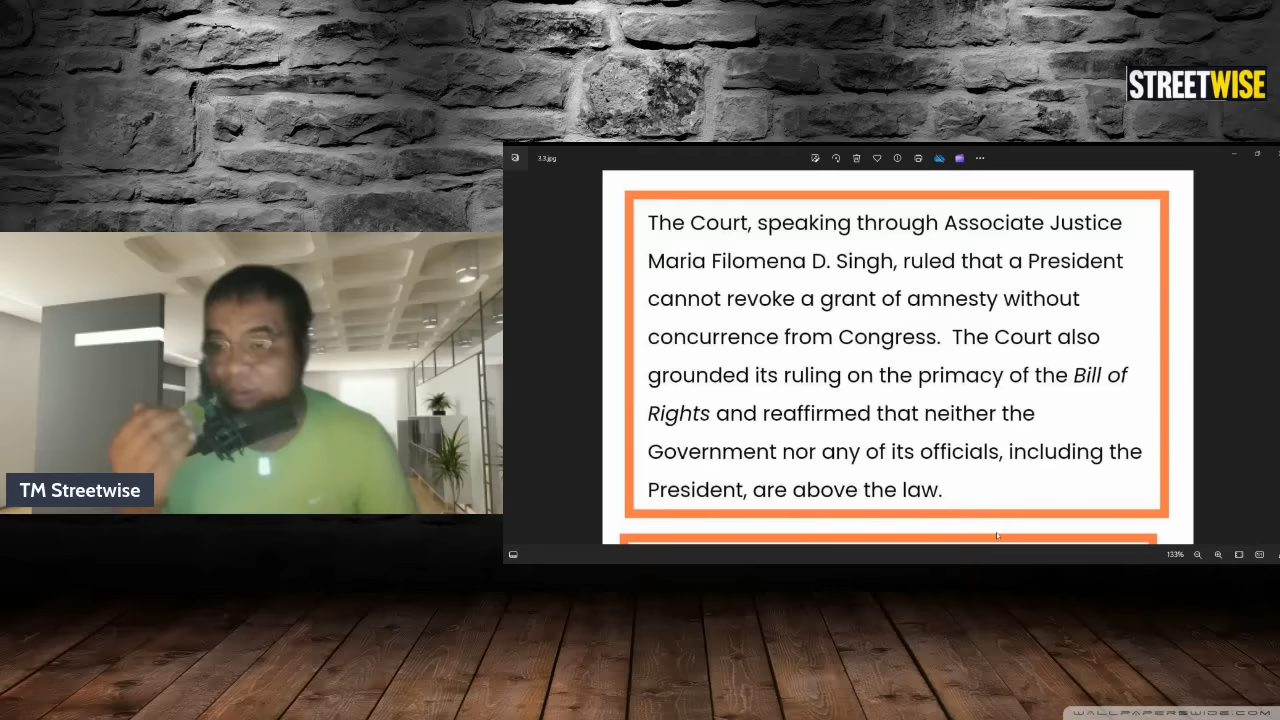 STREETWISE
3.3.jpg
The Court, speaking through Associate Justice
Maria Filomena D. Singh, ruled that a President
cannot revoke a grant of amnesty without
concurrence from Congress.  The Court also
grounded its ruling on the primacy of the Bill of
Rights and reaffirmed that neither the
Government nor any of its officials, including the
President, are above the law.
TM Streetwise
133%
WALLPAPERSWIDE.COM